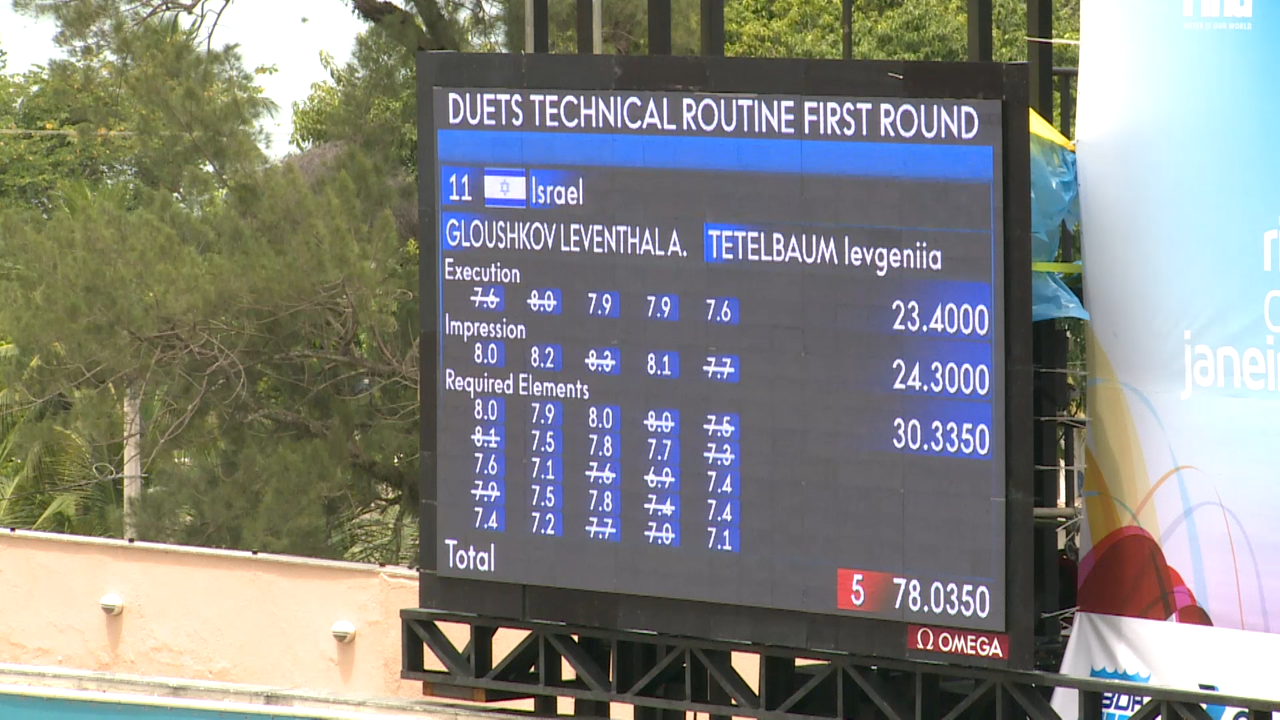 DUETS TECHNICAL ROUTINE FIRST ROUND
11 Israel
GLOUSHKOV LEVENTHAL A. TETELBAUM Ievgeniia
Execution
7.6 8.0 7.9 7.9 7.6 23.4000
Impression
8.0 8.2 8.3 8.1 7.7 24.3000
Required Elements
8.0 7.9 8.0 8.0 7.5 30.3350
8.1 7.5 7.8 7.7 7.3
7.6 7.1 7.6 6.9 7.4
7.9 7.5 7.8 7.4 7.4
7.4 7.2 7.7 7.0 7.1
Total
5 78.0350
Ω OMEGA
janei